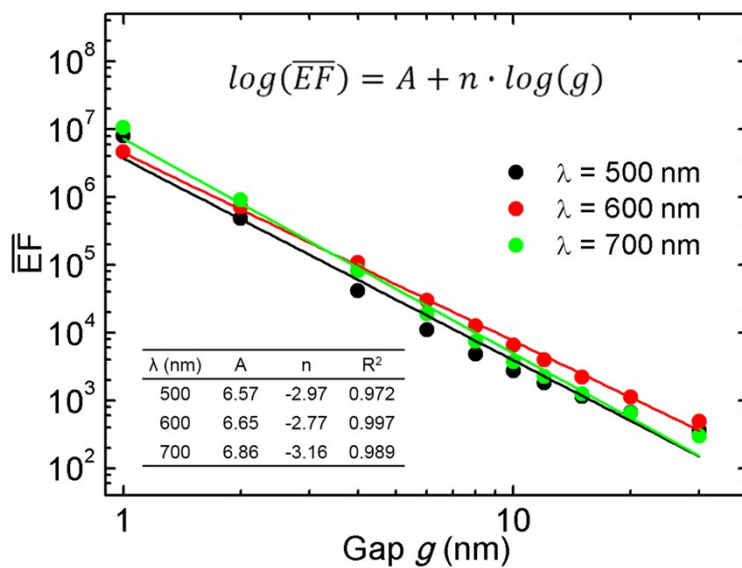 log(E̅F̅) = A + n · log(g)
λ = 500 nm
λ = 600 nm
λ = 700 nm
E̅F̅
10⁸
10⁷
10⁶
10⁵
10⁴
10³
10²
λ (nm) A n R²
500 6.57 -2.97 0.972
600 6.65 -2.77 0.997
700 6.86 -3.16 0.989
1 10
Gap g (nm)